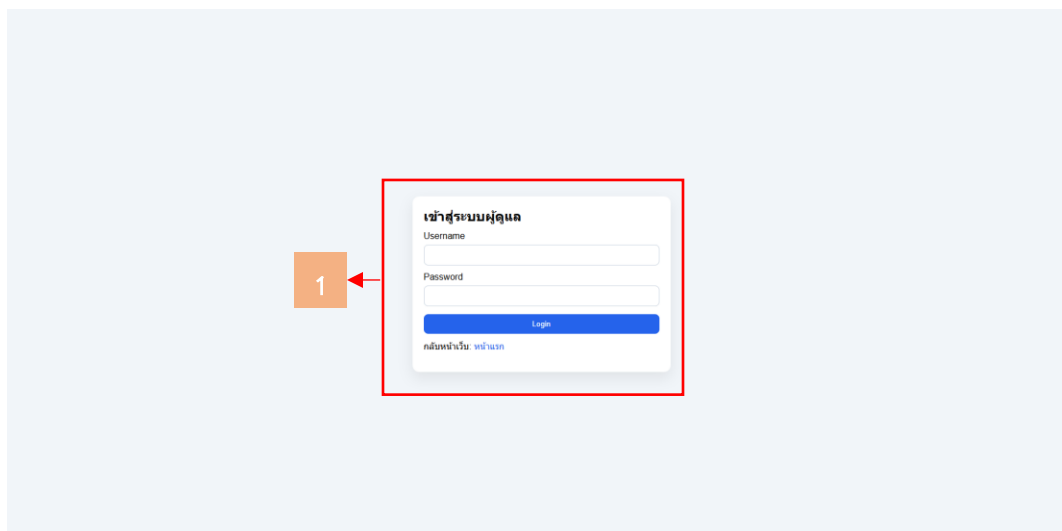 เข้าสู่ระบบผู้ดูแล
Username
1
Password
Login
กลับหน้าเว็บ: หน้าแรก